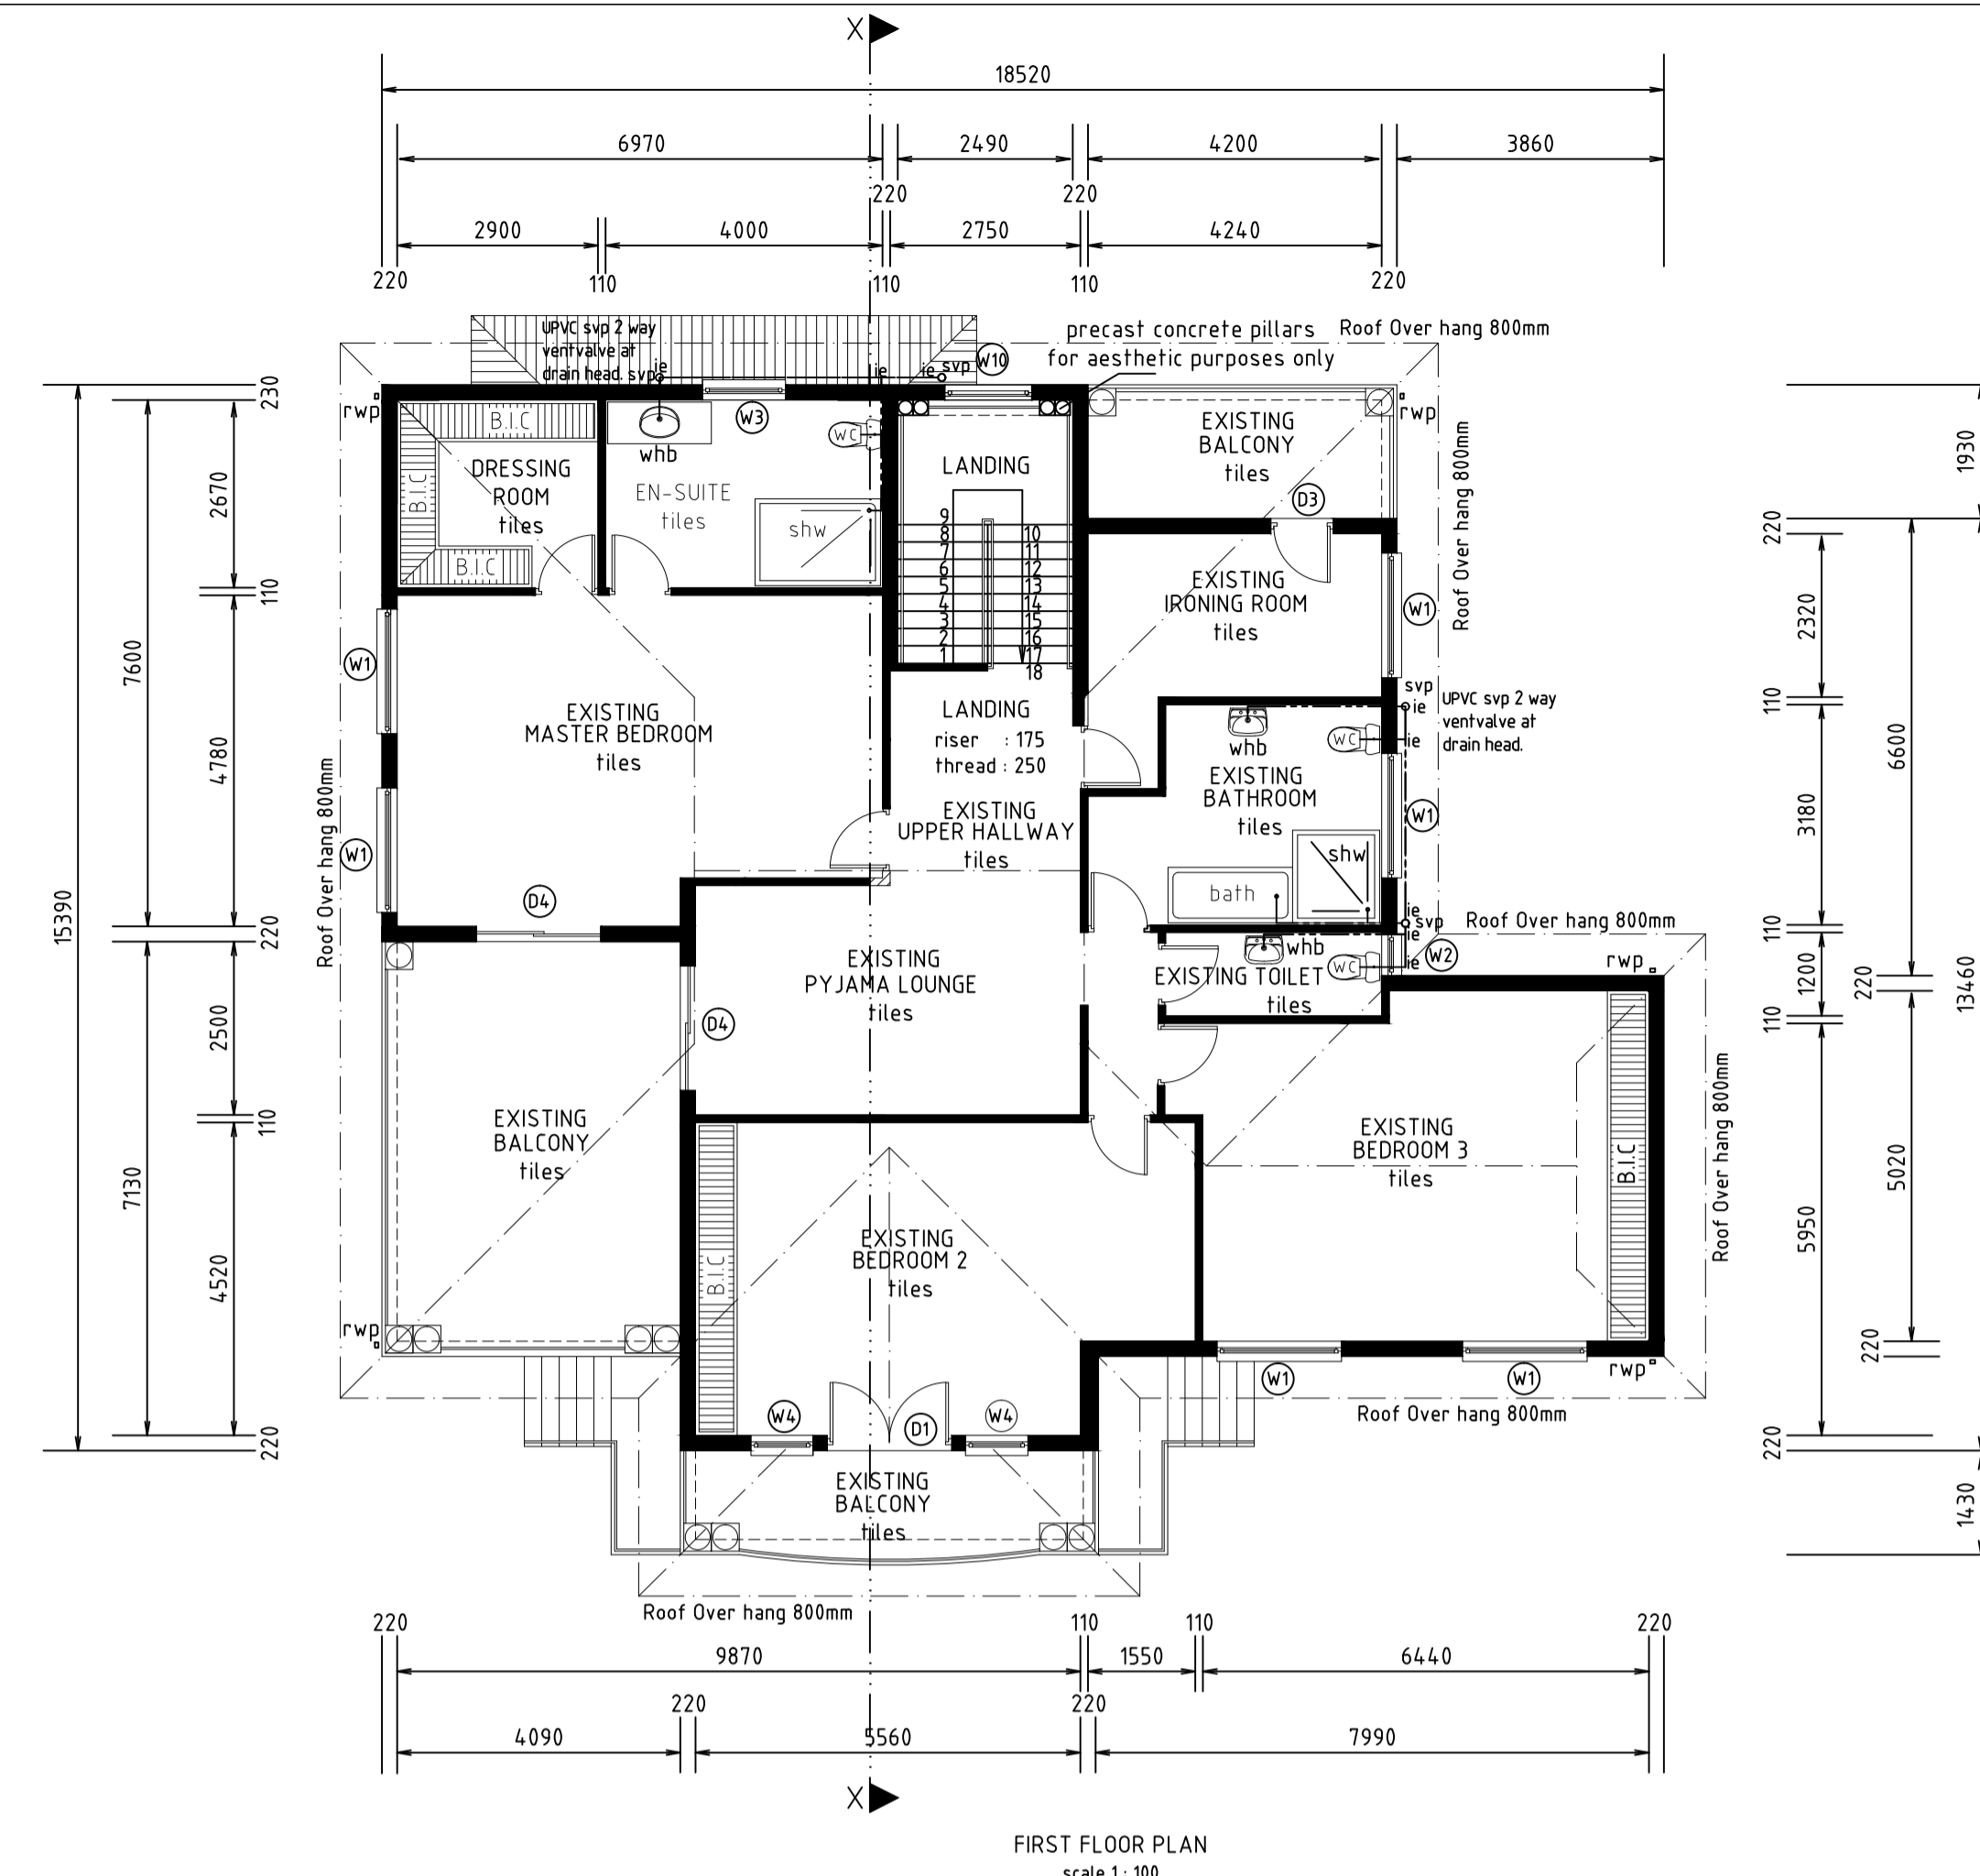 X
18520
6970 2490 4200 3860
220 220
2900 4000 2750 4240
220 110 110 110 220
UPVC svp 2 way
ventvalve at
drain head. svp
ie
ie
ie
svp
W10
precast concrete pillars
for aesthetic purposes only
Roof Over hang 800mm
rwp
B.I.C
B.I.C
B.I.C
DRESSING
ROOM
tiles
whb
W3
WC
EN-SUITE
tiles
shw
LANDING
9
8
7
6
5
4
3
2
1
10
11
12
13
14
15
16
17
18
EXISTING
BALCONY
tiles
rwp
D3
Roof Over hang 800mm
EXISTING
IRONING ROOM
tiles
W1
W1
W1
EXISTING
MASTER BEDROOM
tiles
LANDING
riser : 175
thread : 250
EXISTING
UPPER HALLWAY
tiles
svp
ie
ie
UPVC svp 2 way
ventvalve at
drain head.
whb
WC
EXISTING
BATHROOM
tiles
W1
shw
bath
ie
svp
ie
ie
Roof Over hang 800mm
Roof Over hang 800mm
D4
EXISTING
PYJAMA LOUNGE
tiles
D4
whb
WC
W2
EXISTING TOILET
tiles
rwp
EXISTING
BALCONY
tiles
EXISTING
BEDROOM 3
tiles
B.I.C
Roof Over hang 800mm
EXISTING
BEDROOM 2
tiles
B.I.C
rwp
rwp
W1
W1
Roof Over hang 800mm
W4
D1
W4
EXISTING
BALCONY
tiles
Roof Over hang 800mm
15390
7600
7130
230
2670
110
4780
220
2500
110
4520
220
220
2320
110
3180
110
1200
110
5950
220
6600
220
5020
220
1930
13460
1430
220 110 110 220
9870 1550 6440
220 220
4090 5560 7990
X
FIRST FLOOR PLAN
scale 1 : 100